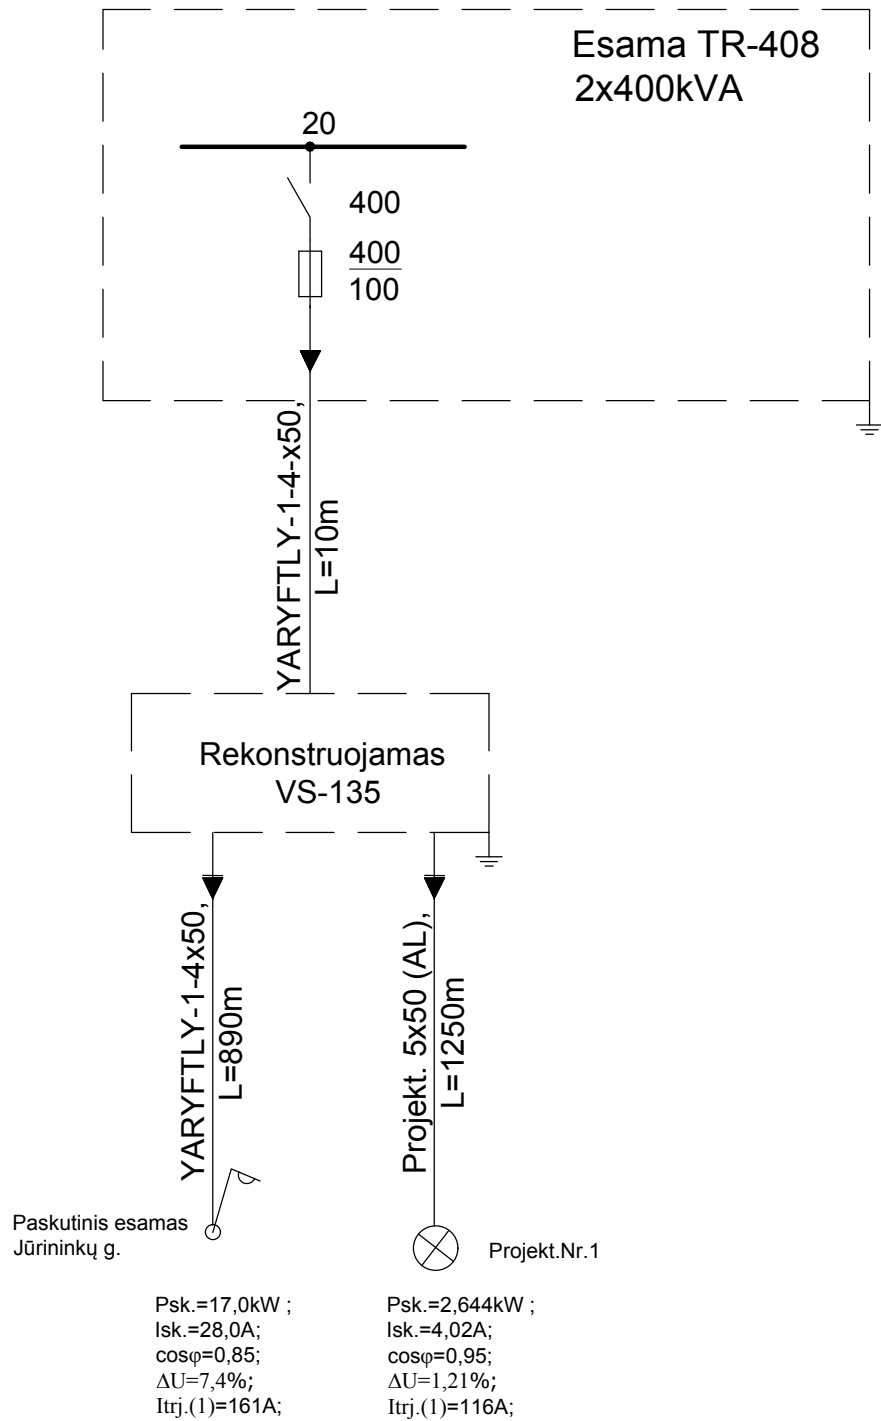 Esama TR-408
2x400kVA
20
400
400
100
YARYFTLY-1-4-x50,
L=10m
Rekonstruojamas
VS-135
YARYFTLY-1-4x50,
L=890m
Projekt. 5x50 (AL),
L=1250m
Paskutinis esamas
Jūrininkų g.
Projekt.Nr.1
Psk.=17,0kW ;
Isk.=28,0A;
cosφ=0,85;
ΔU=7,4%;
Itrj.(1)=161A;
Psk.=2,644kW ;
Isk.=4,02A;
cosφ=0,95;
ΔU=1,21%;
Itrj.(1)=116A;